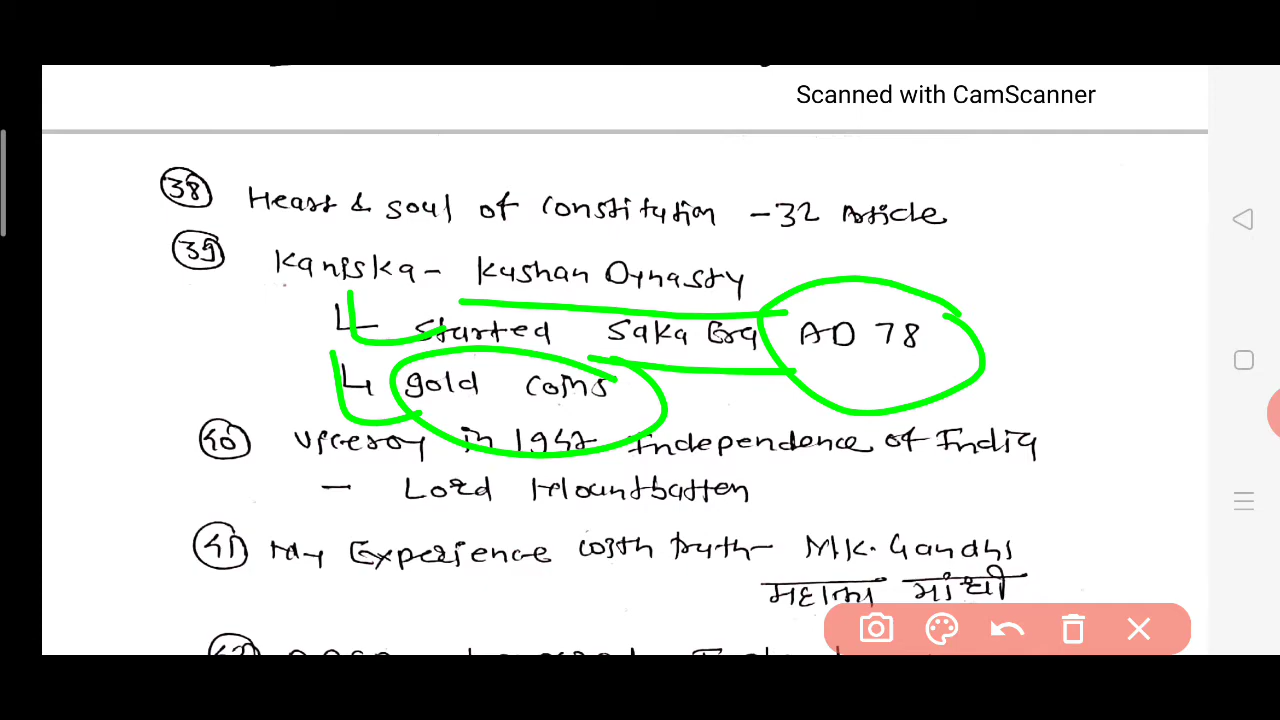 Scanned with CamScanner
38 Heart & soul of constitution - 32 Article
39 Kaniska - Kushan Dynasty
↳ started Saka Era AD 78
↳ gold coins
40 Viceroy in 1947 Independence of India
- Lord Mountbatten
41 My Experience with truth - M.K. Gandhi
महात्मा गांधी